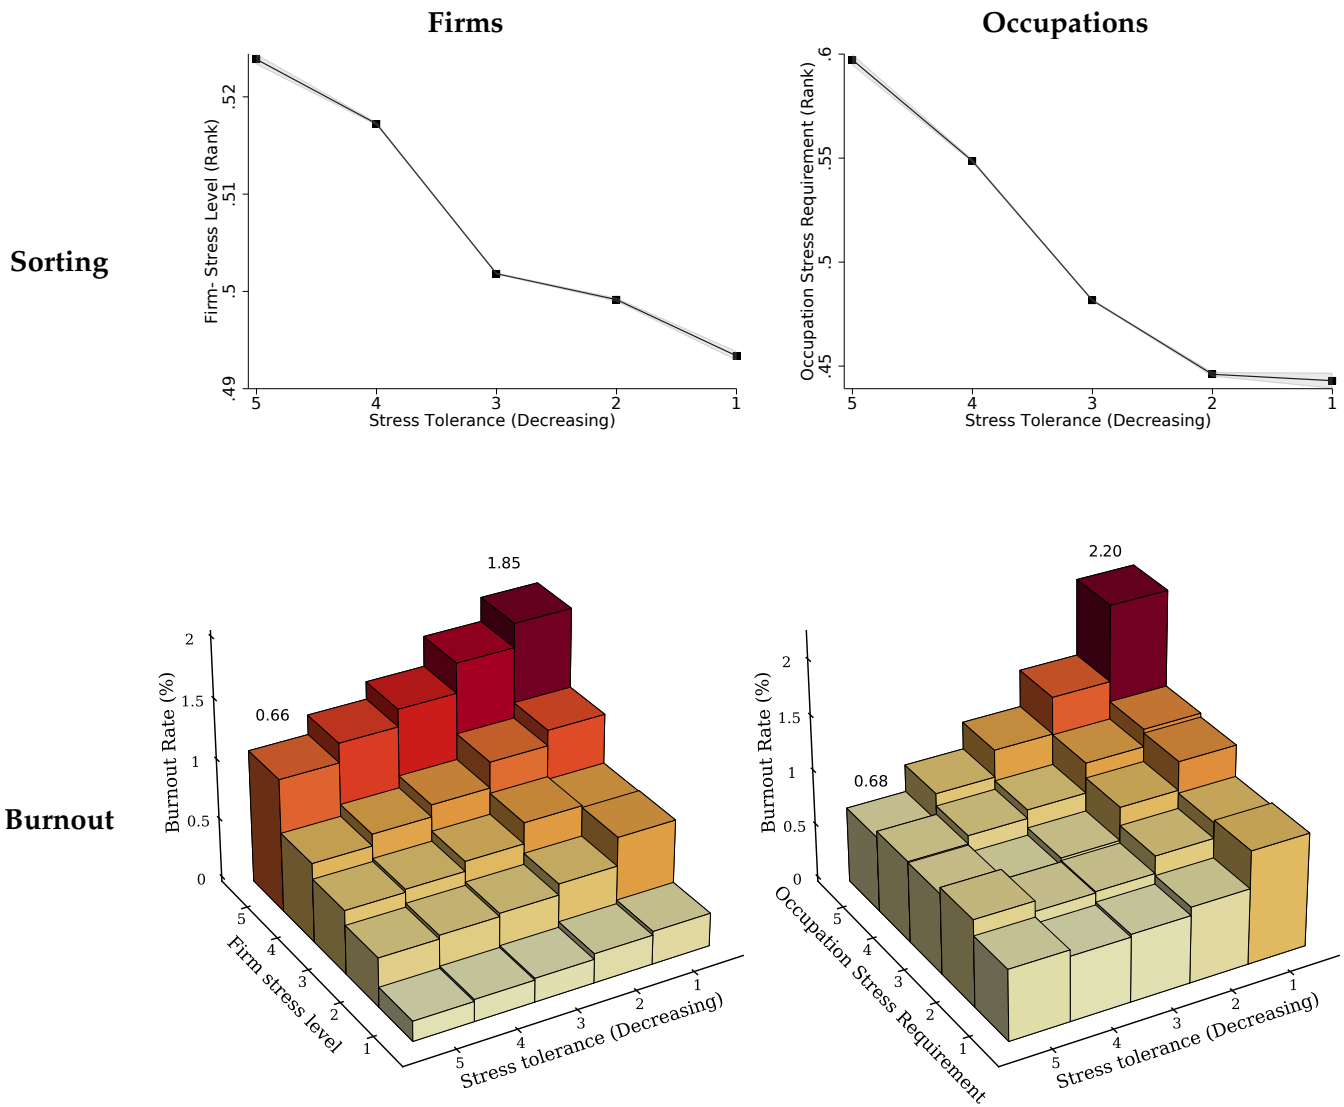 Firms
Occupations
Sorting
Firm- Stress Level (Rank)
.52
.51
.5
.49
5 4 3 2 1
Stress Tolerance (Decreasing)
Occupation Stress Requirement (Rank)
.6
.55
.5
.45
5 4 3 2 1
Stress Tolerance (Decreasing)
Burnout
Burnout Rate (%)
2
1.5
1
0.5
0
0.66
1.85
5
4
3
2
1
Firm stress level
5
4
3
2
1
Stress tolerance (Decreasing)
Burnout Rate (%)
2
1.5
1
0.5
0
0.68
2.20
5
4
3
2
1
Occupation Stress Requirement
5
4
3
2
1
Stress tolerance (Decreasing)